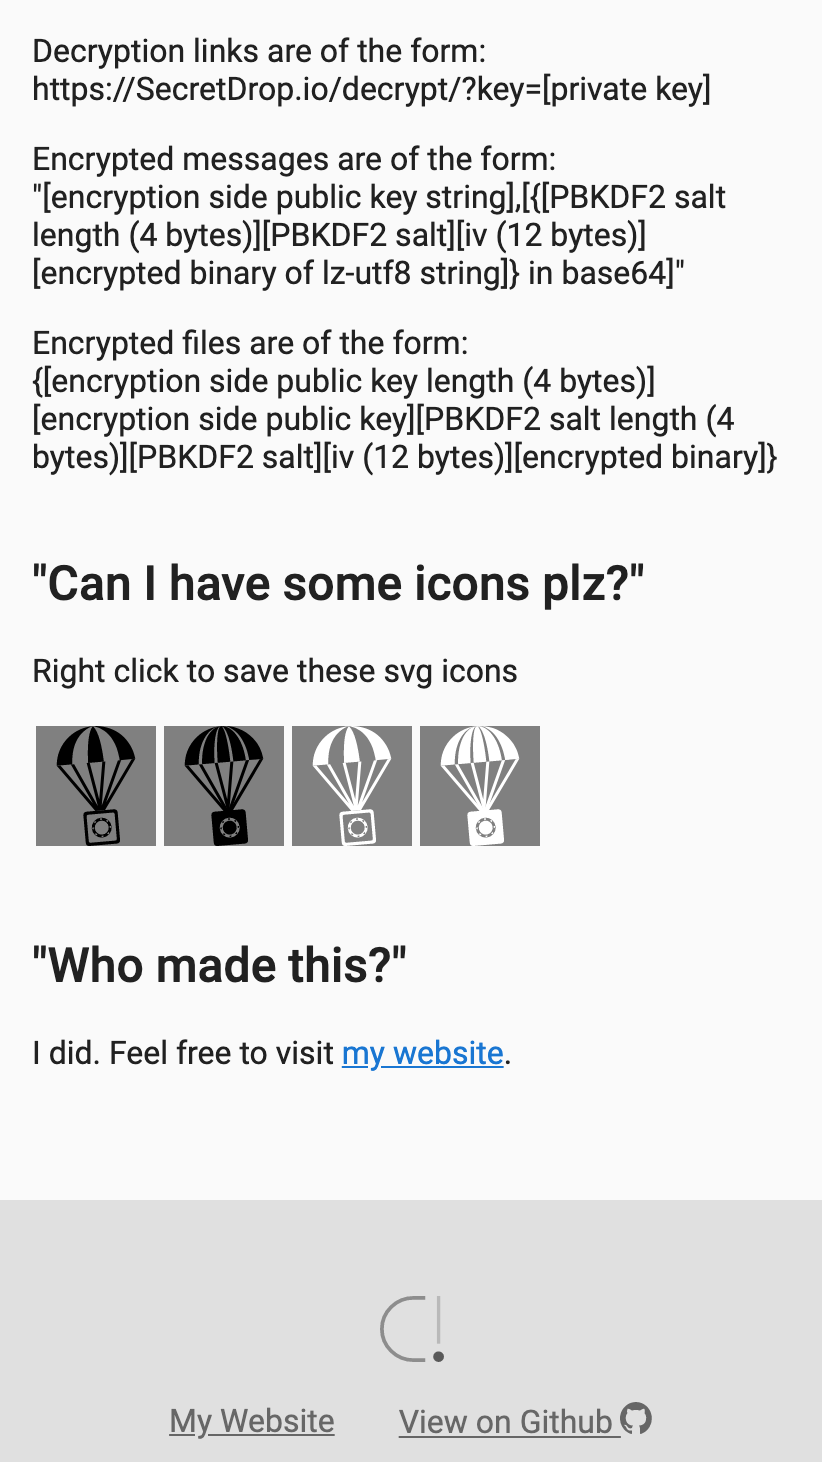 Decryption links are of the form:
https://SecretDrop.io/decrypt/?key=[private key]
Encrypted messages are of the form:
"[encryption side public key string],[{[PBKDF2 salt
length (4 bytes)][PBKDF2 salt][iv (12 bytes)]
[encrypted binary of lz-utf8 string]} in base64]"
Encrypted files are of the form:
{[encryption side public key length (4 bytes)]
[encryption side public key][PBKDF2 salt length (4
bytes)][PBKDF2 salt][iv (12 bytes)][encrypted binary]}
"Can I have some icons plz?"
Right click to save these svg icons
"Who made this?"
I did. Feel free to visit my website.
C!
My Website
View on Github